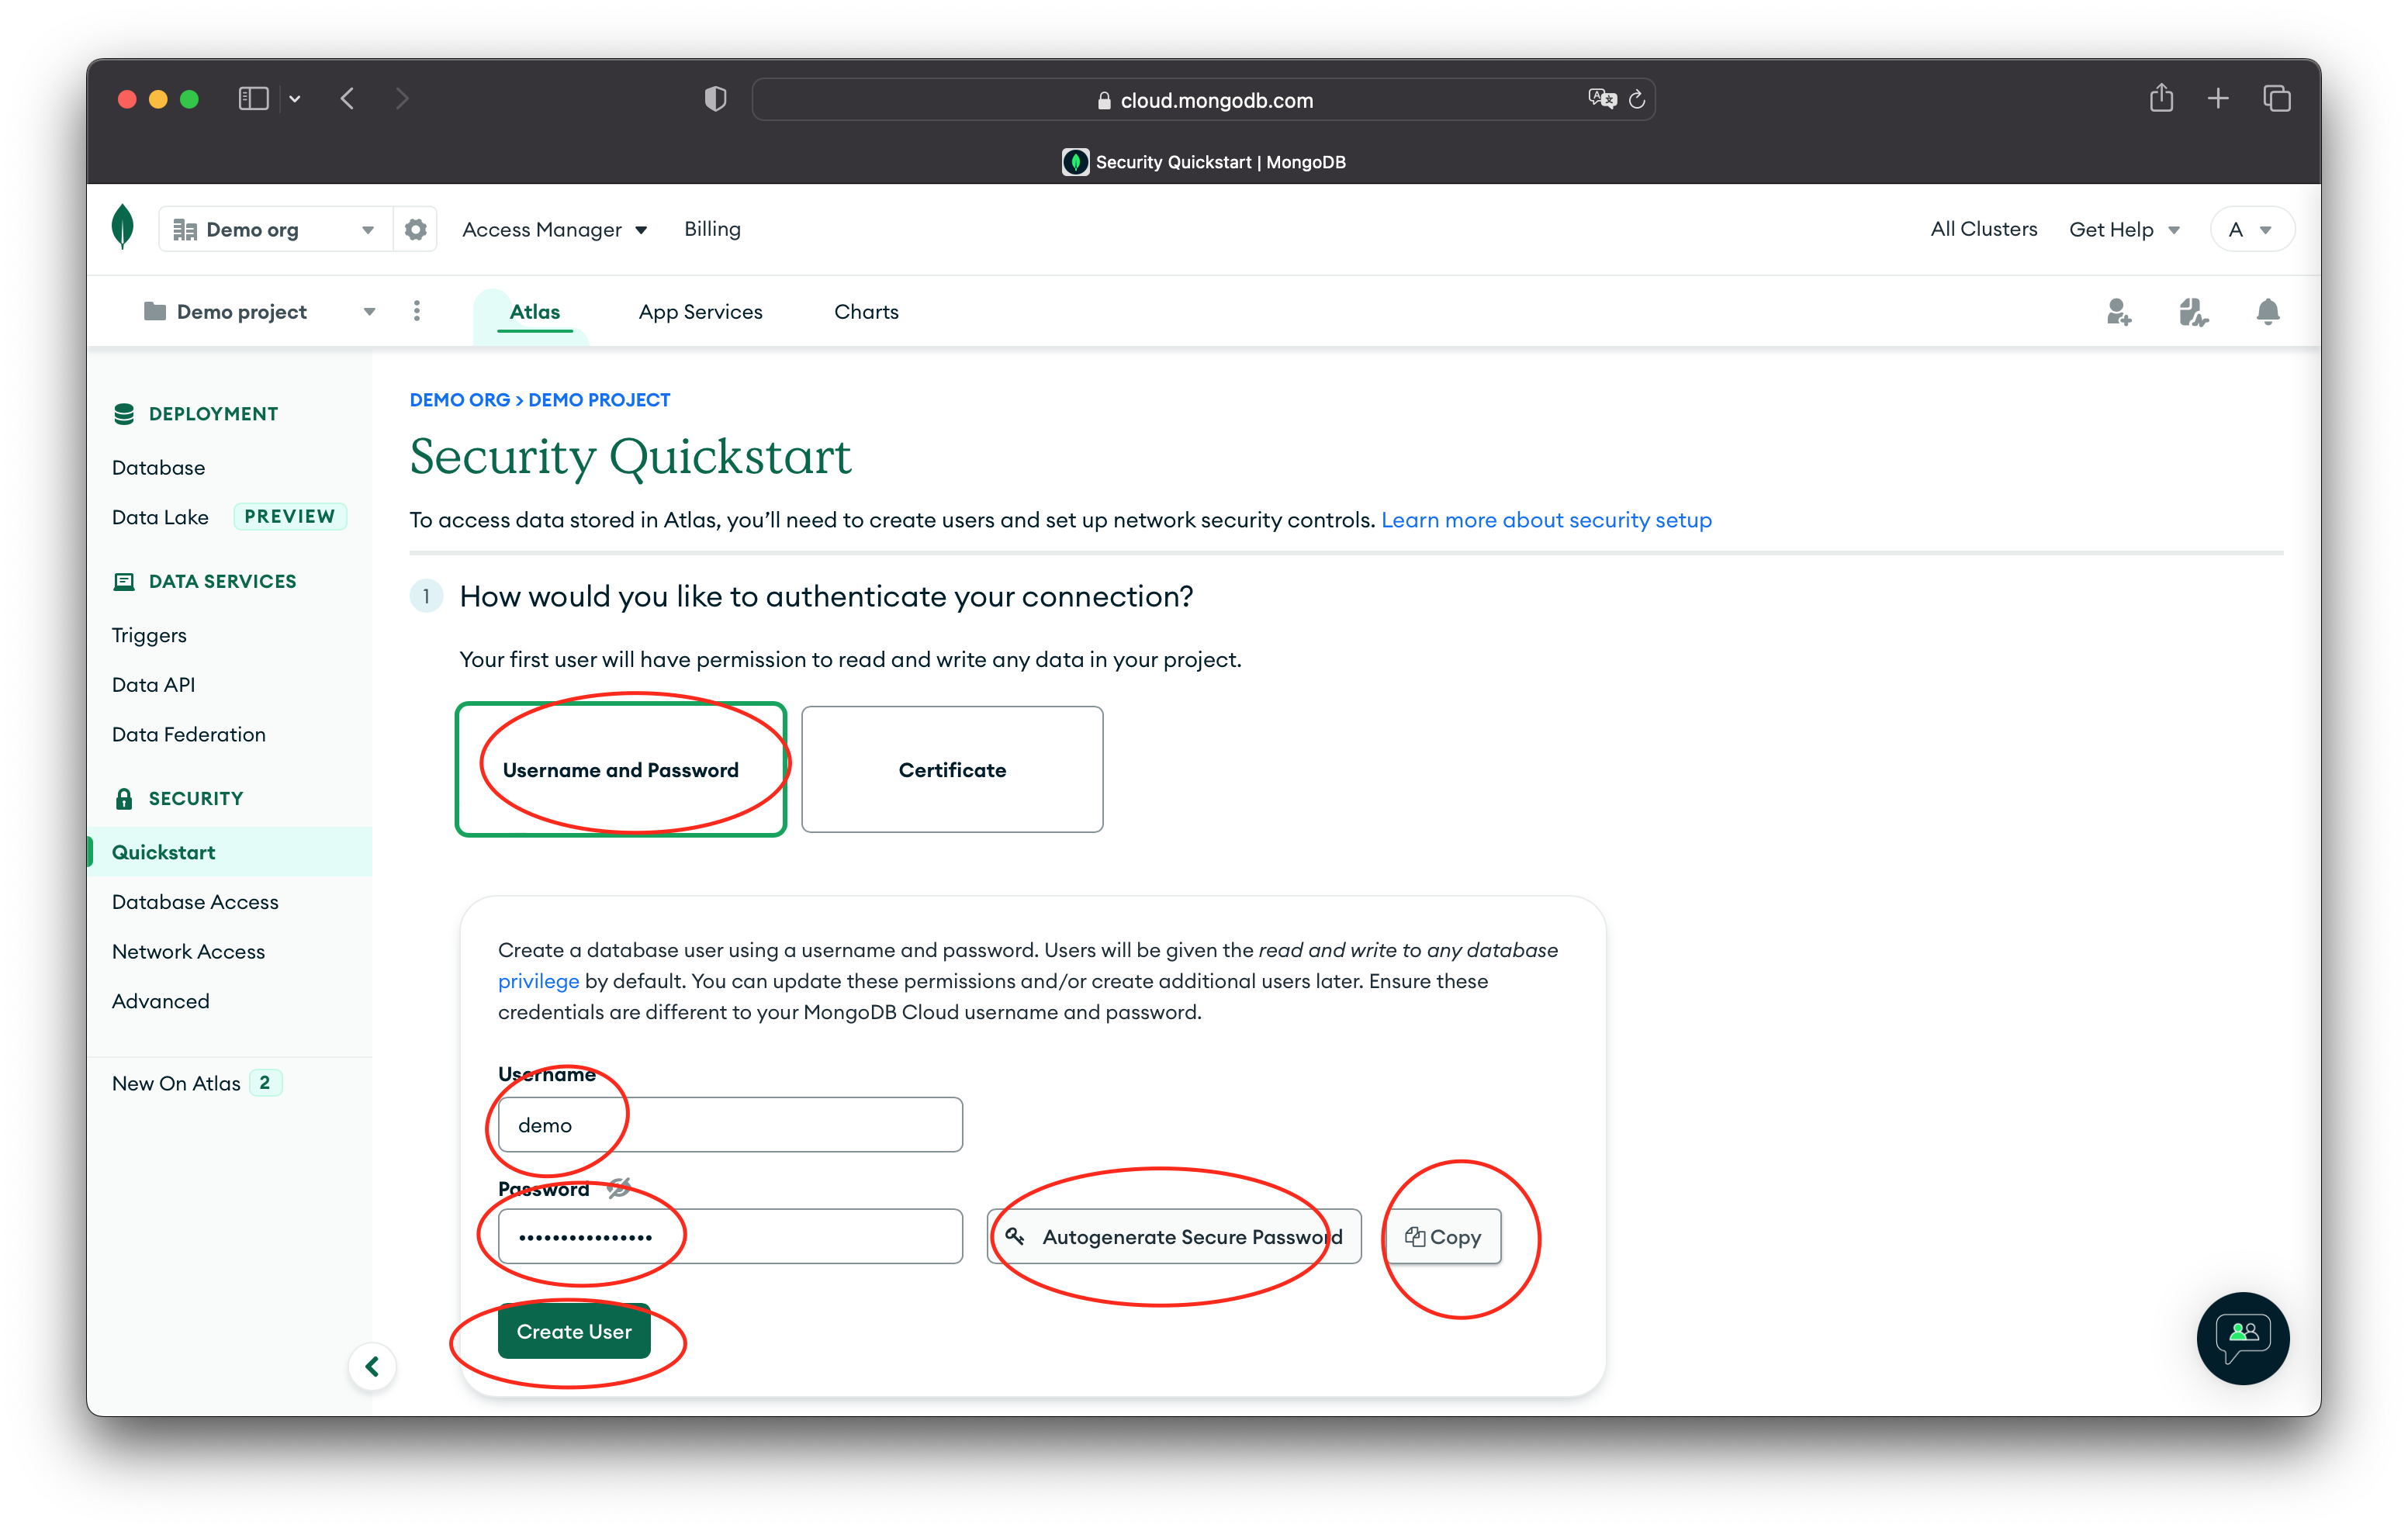 cloud.mongodb.com
Security Quickstart | MongoDB
Demo org
Access Manager
Billing
All Clusters
Get Help
A
Demo project
Atlas
App Services
Charts
DEPLOYMENT
Database
Data Lake PREVIEW
DATA SERVICES
Triggers
Data API
Data Federation
SECURITY
Quickstart
Database Access
Network Access
Advanced
New On Atlas 2
DEMO ORG > DEMO PROJECT
Security Quickstart
To access data stored in Atlas, you’ll need to create users and set up network security controls. Learn more about security setup
1 How would you like to authenticate your connection?
Your first user will have permission to read and write any data in your project.
Username and Password
Certificate
Create a database user using a username and password. Users will be given the read and write to any database
privilege by default. You can update these permissions and/or create additional users later. Ensure these
credentials are different to your MongoDB Cloud username and password.
Username
demo
Password
••••••••••••••••
Autogenerate Secure Password
Copy
Create User